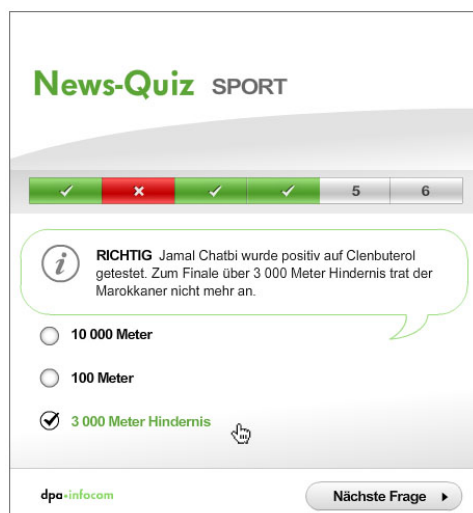 News-Quiz SPORT
5 6
RICHTIG Jamal Chatbi wurde positiv auf Clenbuterol
getestet. Zum Finale über 3 000 Meter Hindernis trat der
Marokkaner nicht mehr an.
10 000 Meter
100 Meter
3 000 Meter Hindernis
dpa•infocom
Nächste Frage